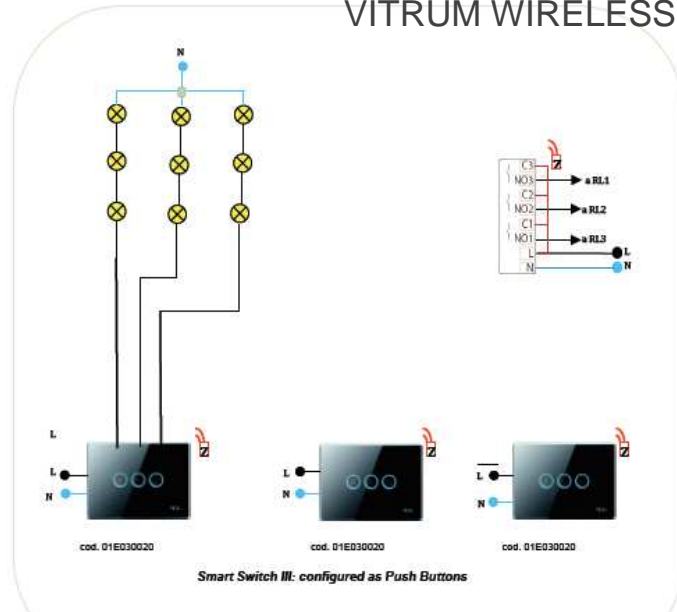 VITRUM WIRELESS
N
C3
Z
NO3
a RL1
C2
NO2
a RL2
C1
NO1
a RL3
L
L
N
N
L
Z
Z
Z
L
L
L
N
N
N
cod. 01E030020
cod. 01E030020
cod. 01E030020
Smart Switch III: configured as Push Buttons